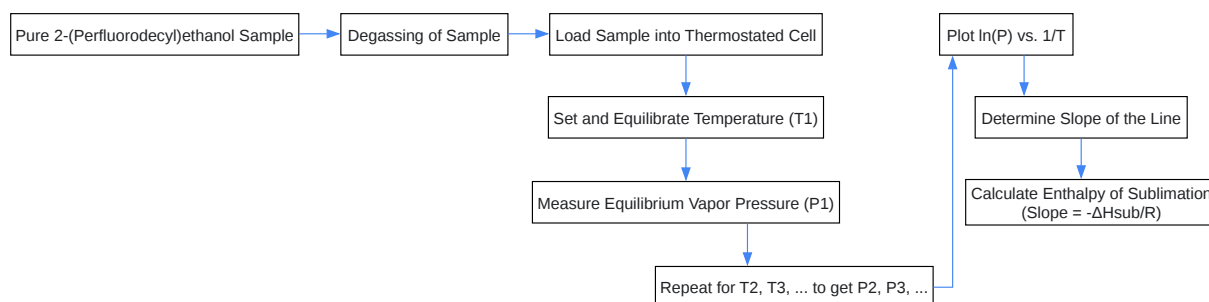 Pure 2-(Perfluorodecyl)ethanol Sample
Degassing of Sample
Load Sample into Thermostated Cell
Set and Equilibrate Temperature (T1)
Measure Equilibrium Vapor Pressure (P1)
Repeat for T2, T3, ... to get P2, P3, ...
Plot ln(P) vs. 1/T
Determine Slope of the Line
Calculate Enthalpy of Sublimation
(Slope = -ΔHsub/R)